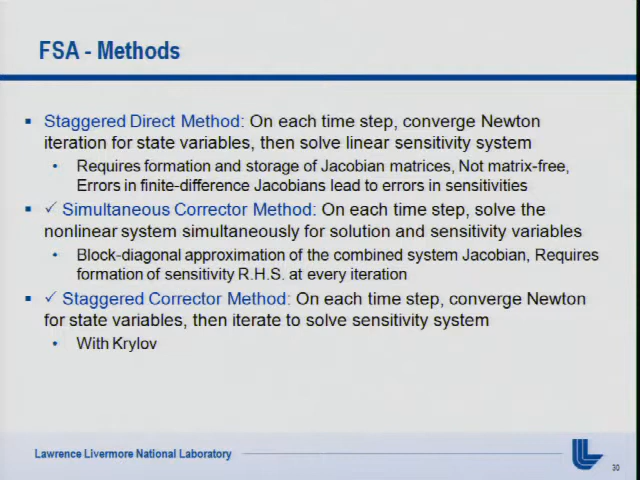 FSA - Methods
Staggered Direct Method: On each time step, converge Newton
iteration for state variables, then solve linear sensitivity system
Requires formation and storage of Jacobian matrices, Not matrix-free,
Errors in finite-difference Jacobians lead to errors in sensitivities
✓ Simultaneous Corrector Method: On each time step, solve the
nonlinear system simultaneously for solution and sensitivity variables
Block-diagonal approximation of the combined system Jacobian, Requires
formation of sensitivity R.H.S. at every iteration
✓ Staggered Corrector Method: On each time step, converge Newton
for state variables, then iterate to solve sensitivity system
With Krylov
Lawrence Livermore National Laboratory
30